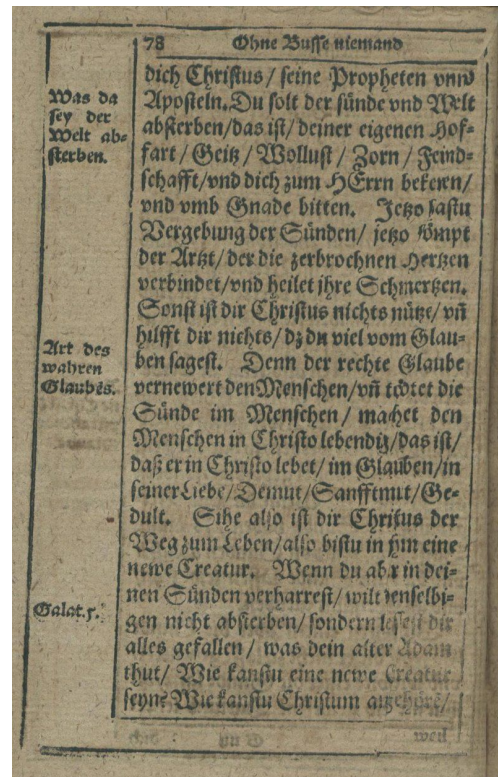 78 Ohne Busse niemand
dich Christus / seine Propheten vnnd
Aposteln. Du solt der sünde vnd Welt
absterben/das ist/ deiner eigenen Hof-
fart / Geitz / Wollust / Zorn / Feind-
schafft/vnd dich zum HErrn bekeren/
vnd vmb Gnade bitten. Jetzo hastu
Vergebung der Sünden/ jetzo kömpt
der Artzt/der die zerbrochnen Hertzen
verbindet/vnd heilet jhre Schmertzen.
Sonst ist dir Christus nichts nütze/ vñ
hilfft dir nichts/ dz du viel vom Glau-
ben sagest. Denn der rechte Glaube
vernewert den Menschen/vñ tödtet die
Sünde im Menschen / machet den
Menschen in Christo lebendig/das ist/
daß er in Christo lebet/ im Glauben/in
seiner Liebe/Demut/Sanfftmut/Ge-
dult. Sihe also ist dir Christus der
Weg zum Leben/also bistu in jhm eine
newe Creatur. Wenn du aber in dei-
nen Sünden verharrest/ wilt denselbi-
gen nicht absterben/ sondern lessest dir
alles gefallen / was dein alter Adam
thut/ Wie kanstu eine newe Creatur
seyn? Wie kanstu Christum angehörẽ/
weil
Was da
sey der
Welt ab-
sterben.
Art des
wahren
Glaubẽs.
Galat.5.